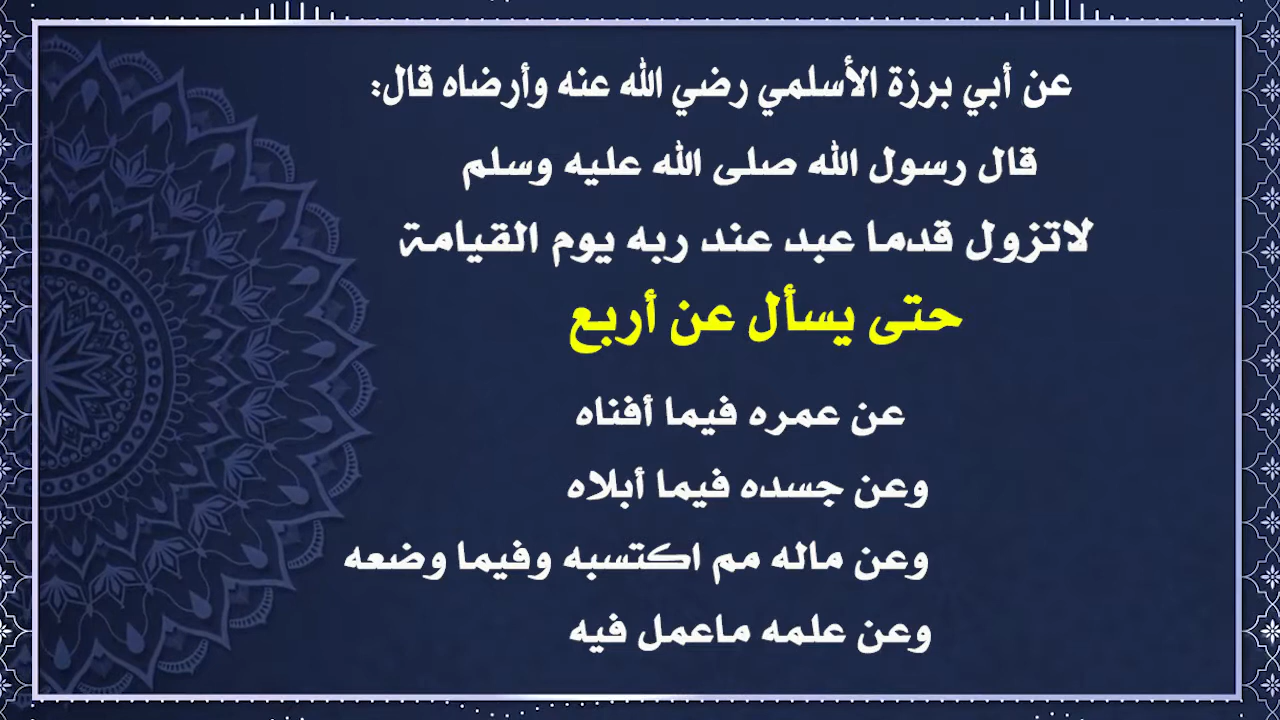 عن أبي برزة الأسلمي رضي الله عنه وأرضاه قال:
قال رسول الله صلى الله عليه وسلم
لاتزول قدما عبد عند ربه يوم القيامة
حتى يسأل عن أربع
عن عمره فيما أفناه
وعن جسده فيما أبلاه
وعن ماله مم اكتسبه وفيما وضعه
وعن علمه ماعمل فيه